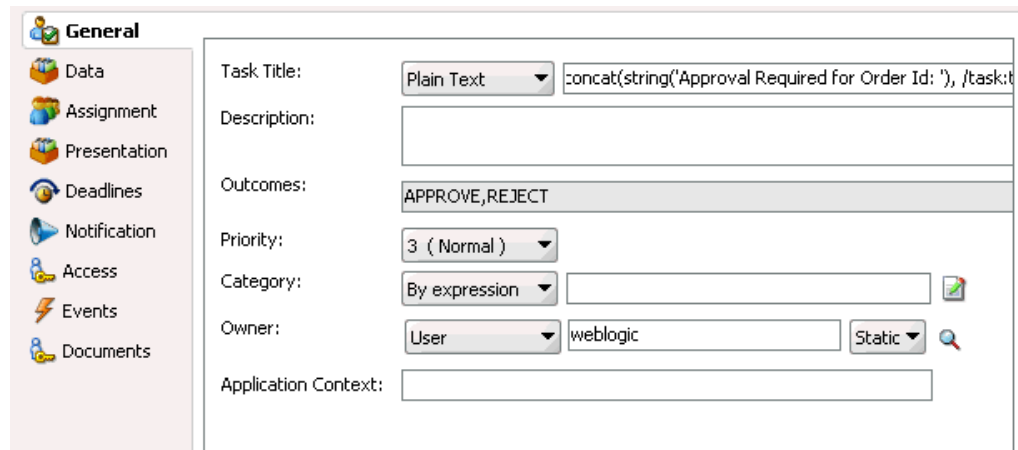 General
Data
Assignment
Presentation
Deadlines
Notification
Access
Events
Documents
Task Title: Plain Text concat(string('Approval Required for Order Id: '), /task:t
Description:
Outcomes: APPROVE,REJECT
Priority: 3 ( Normal )
Category: By expression
Owner: User weblogic Static
Application Context: